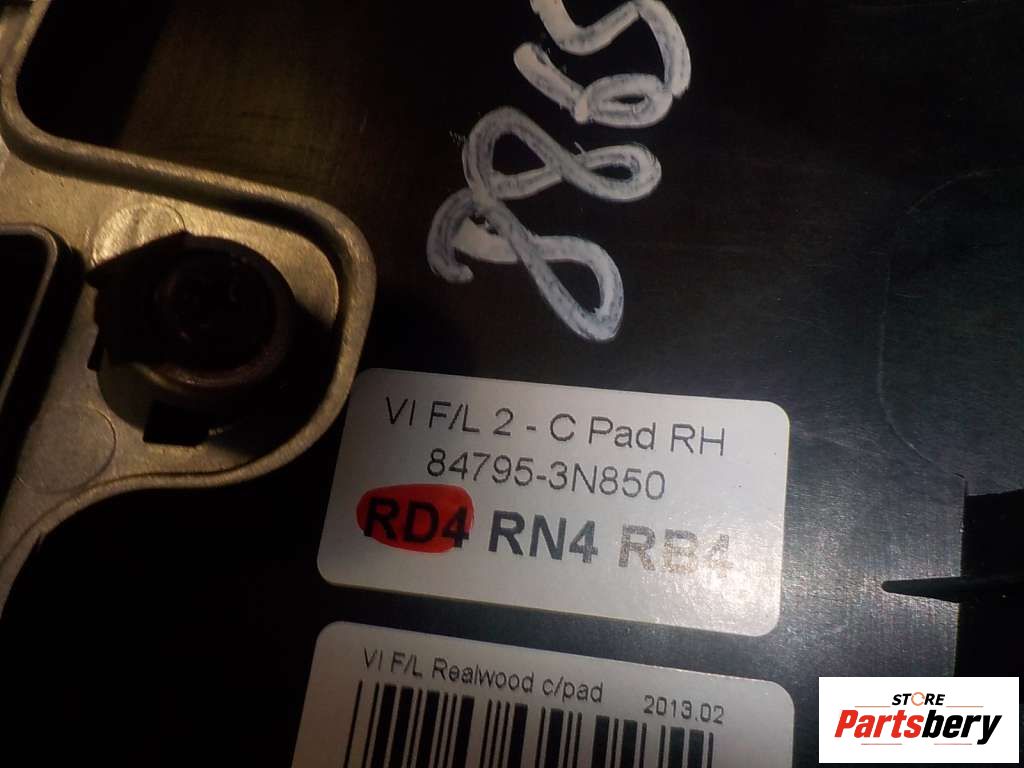 VI F/L 2 - C Pad RH
84795-3N850
RD4 RN4 RB4
VI F/L Realwood c/pad 2013.02
STORE
Partsbery